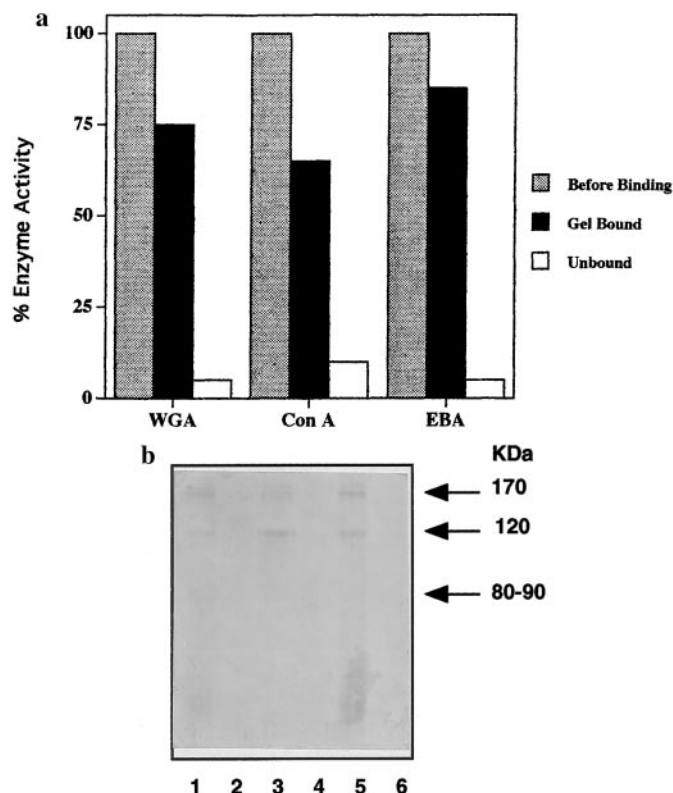 a
100
75
50
25
0
% Enzyme Activity
WGA
Con A
EBA
Before Binding
Gel Bound
Unbound
b
KDa
170
120
80-90
1 2 3 4 5 6